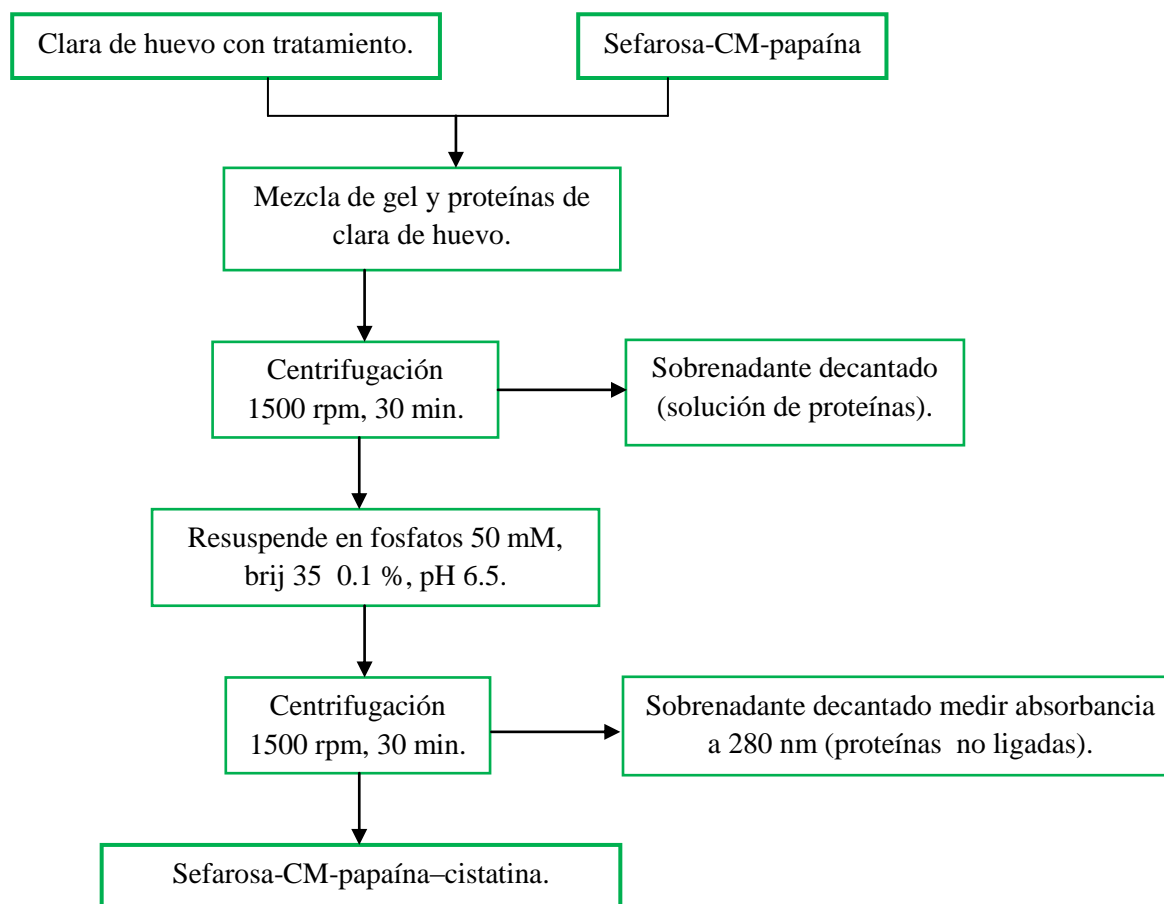 Clara de huevo con tratamiento.
Sefarosa-CM-papaína
Mezcla de gel y proteínas de
clara de huevo.
Centrifugación
1500 rpm, 30 min.
Sobrenadante decantado
(solución de proteínas).
Resuspende en fosfatos 50 mM,
brij 35 0.1 %, pH 6.5.
Centrifugación
1500 rpm, 30 min.
Sobrenadante decantado medir absorbancia
a 280 nm (proteínas no ligadas).
Sefarosa-CM-papaína–cistatina.